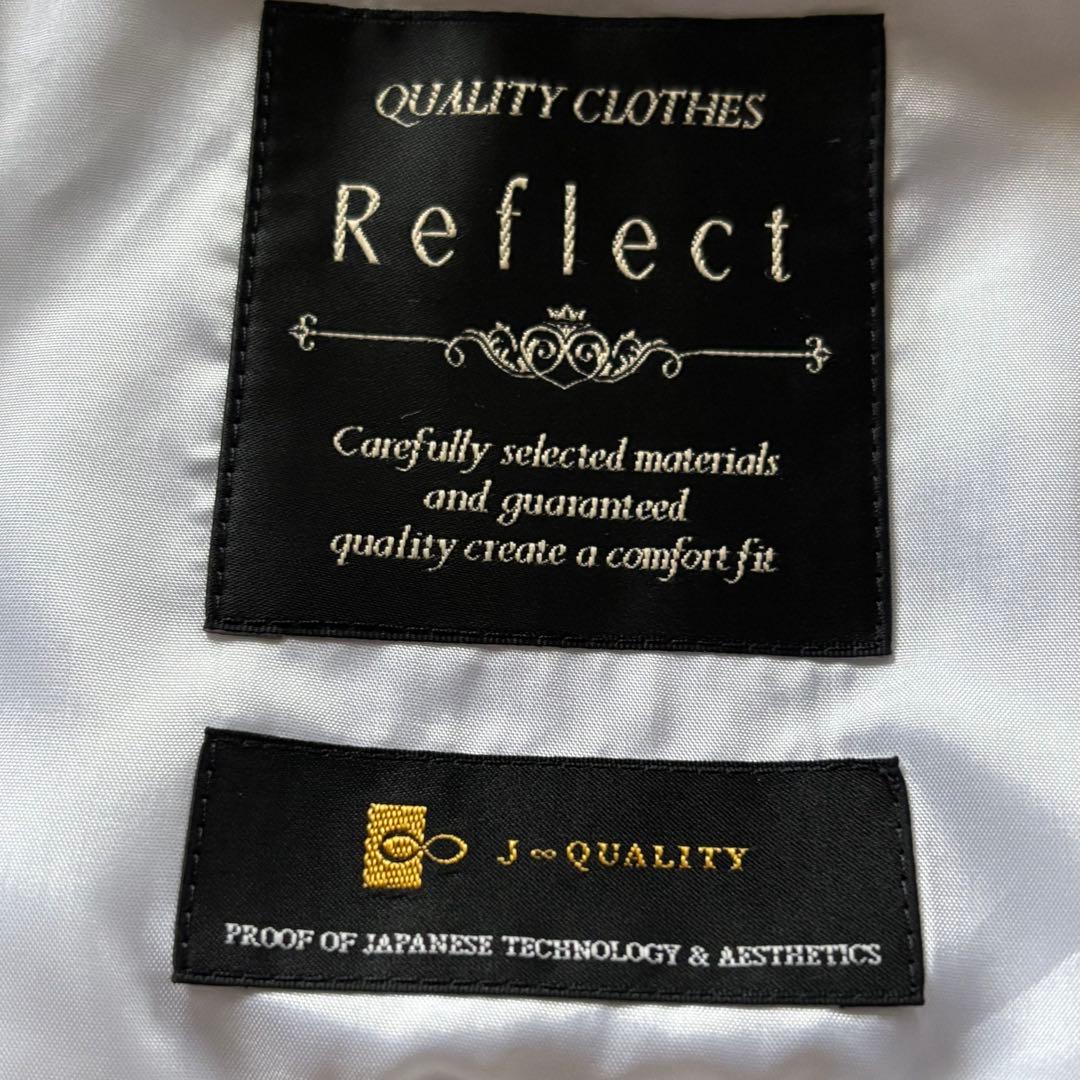 QUALITY CLOTHES
Reflect
Carefully selected materials
and guaranteed
quality create a comfort fit
J∞QUALITY
PROOF OF JAPANESE TECHNOLOGY & AESTHETICS